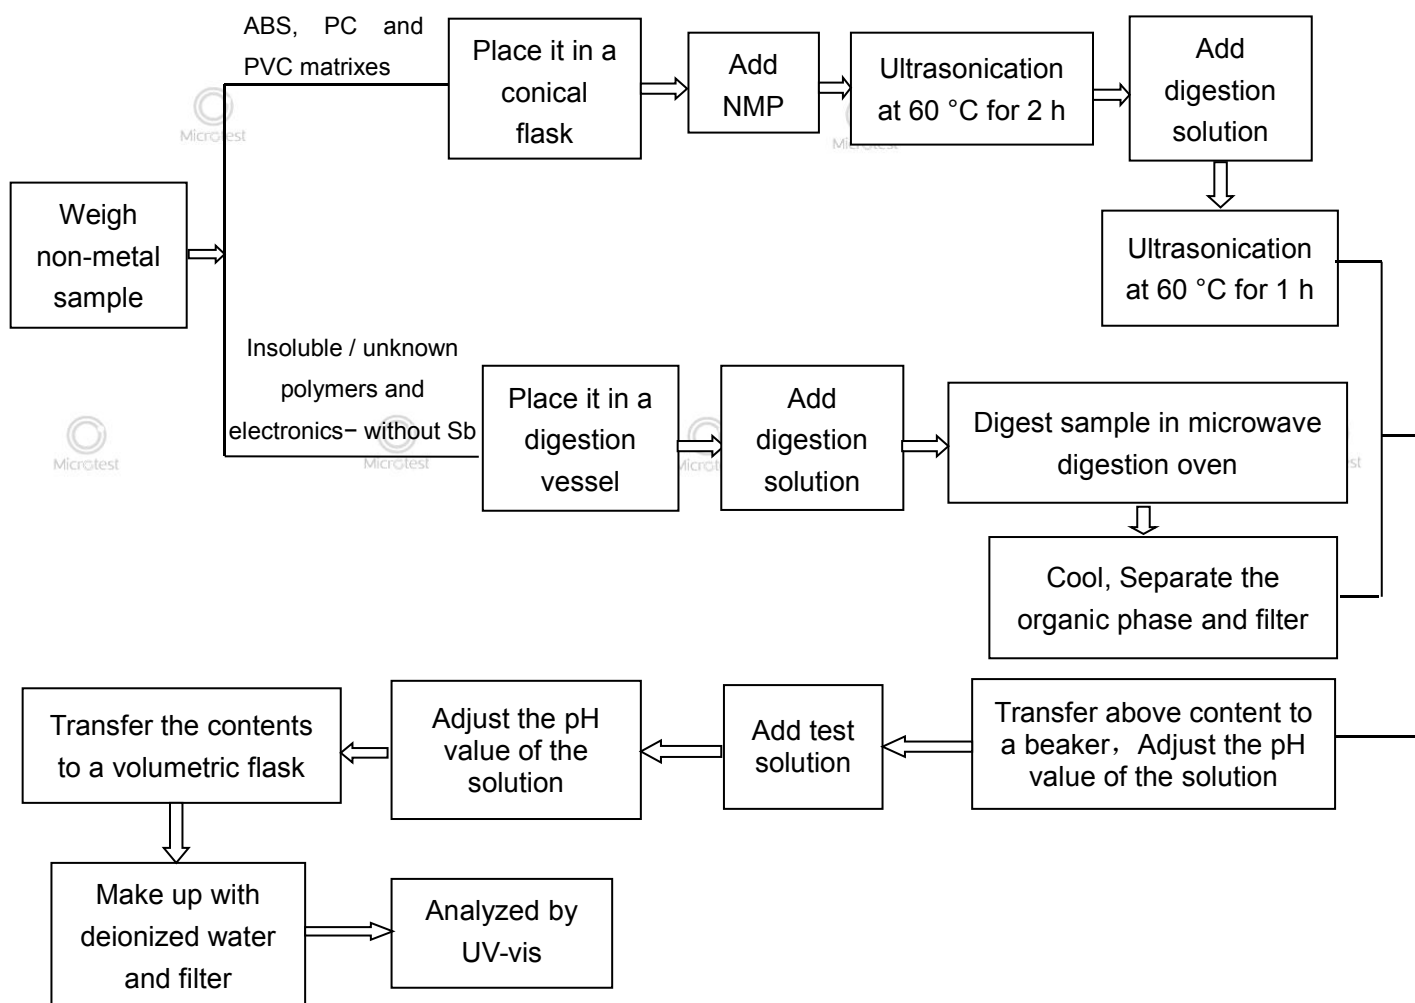 ABS, PC and
PVC matrixes
Place it in a
conical
flask
Add
NMP
Ultrasonication
at 60 °C for 2 h
Add
digestion
solution
Microtest
Weigh
non-metal
sample
Ultrasonication
at 60 °C for 1 h
Insoluble / unknown
polymers and
electronics− without Sb
Place it in a
digestion
vessel
Add
digestion
solution
Digest sample in microwave
digestion oven
Microtest
Microtest
Cool, Separate the
organic phase and filter
Transfer above content to
a beaker，Adjust the pH
value of the solution
Add test
solution
Adjust the pH
value of the
solution
Transfer the contents
to a volumetric flask
Make up with
deionized water
and filter
Analyzed by
UV-vis